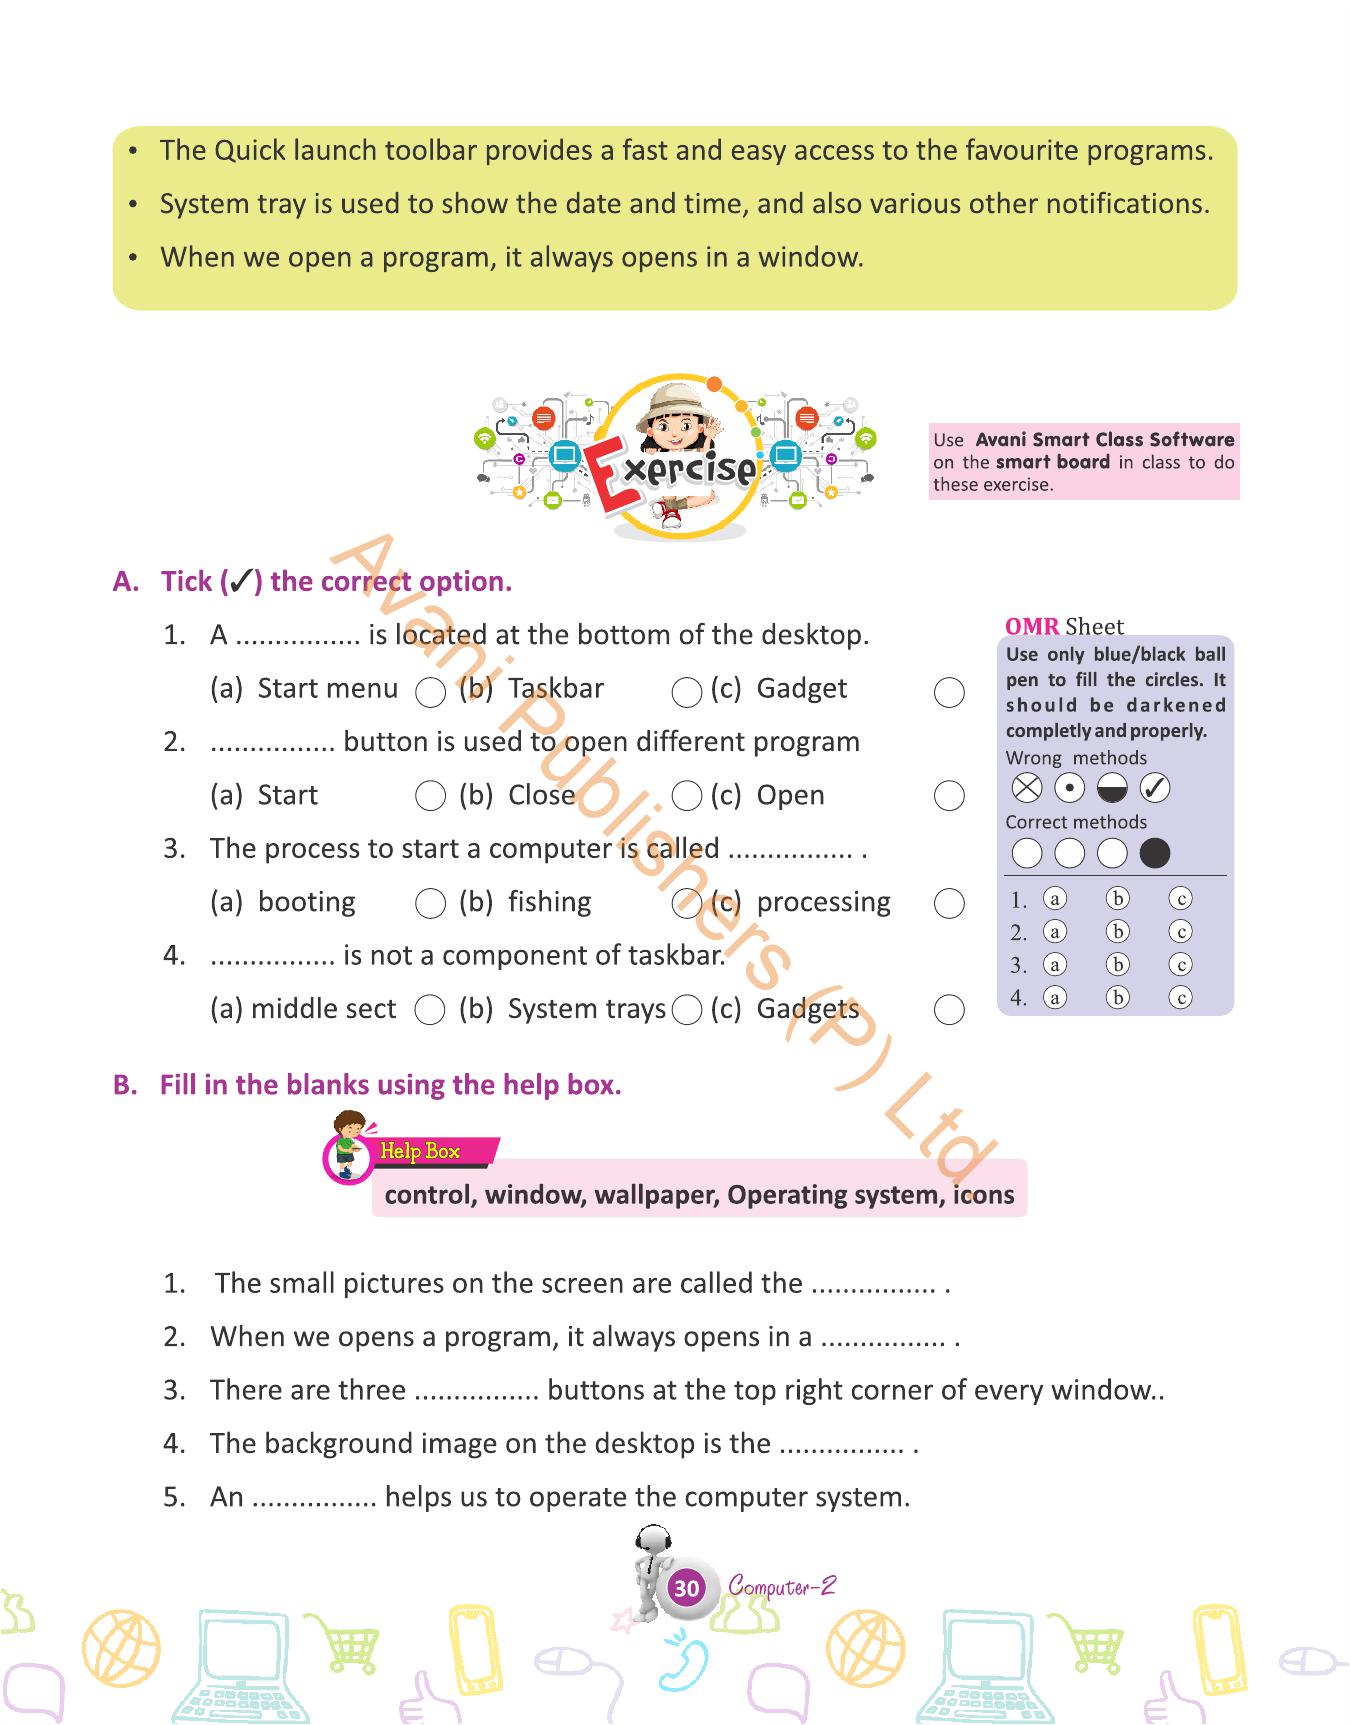 • The Quick launch toolbar provides a fast and easy access to the favourite programs.
• System tray is used to show the date and time, and also various other notifications.
• When we open a program, it always opens in a window.
Exercise
Use Avani Smart Class Software
on the smart board in class to do
these exercise.
A. Tick (✓) the correct option.
1. A ................ is located at the bottom of the desktop.
(a) Start menu (b) Taskbar (c) Gadget
2. ................ button is used to open different program
(a) Start (b) Close (c) Open
3. The process to start a computer is called ................ .
(a) booting (b) fishing (c) processing
4. ................ is not a component of taskbar.
(a) middle sect (b) System trays (c) Gadgets
OMR Sheet
Use only blue/black ball
pen to fill the circles. It
should be darkened
completly and properly.
Wrong methods
Correct methods
1. a b c
2. a b c
3. a b c
4. a b c
B. Fill in the blanks using the help box.
Help Box
control, window, wallpaper, Operating system, icons
1. The small pictures on the screen are called the ................ .
2. When we opens a program, it always opens in a ................ .
3. There are three ................ buttons at the top right corner of every window..
4. The background image on the desktop is the ................ .
5. An ................ helps us to operate the computer system.
30 Computer-2
Avani Publishers (P) Ltd